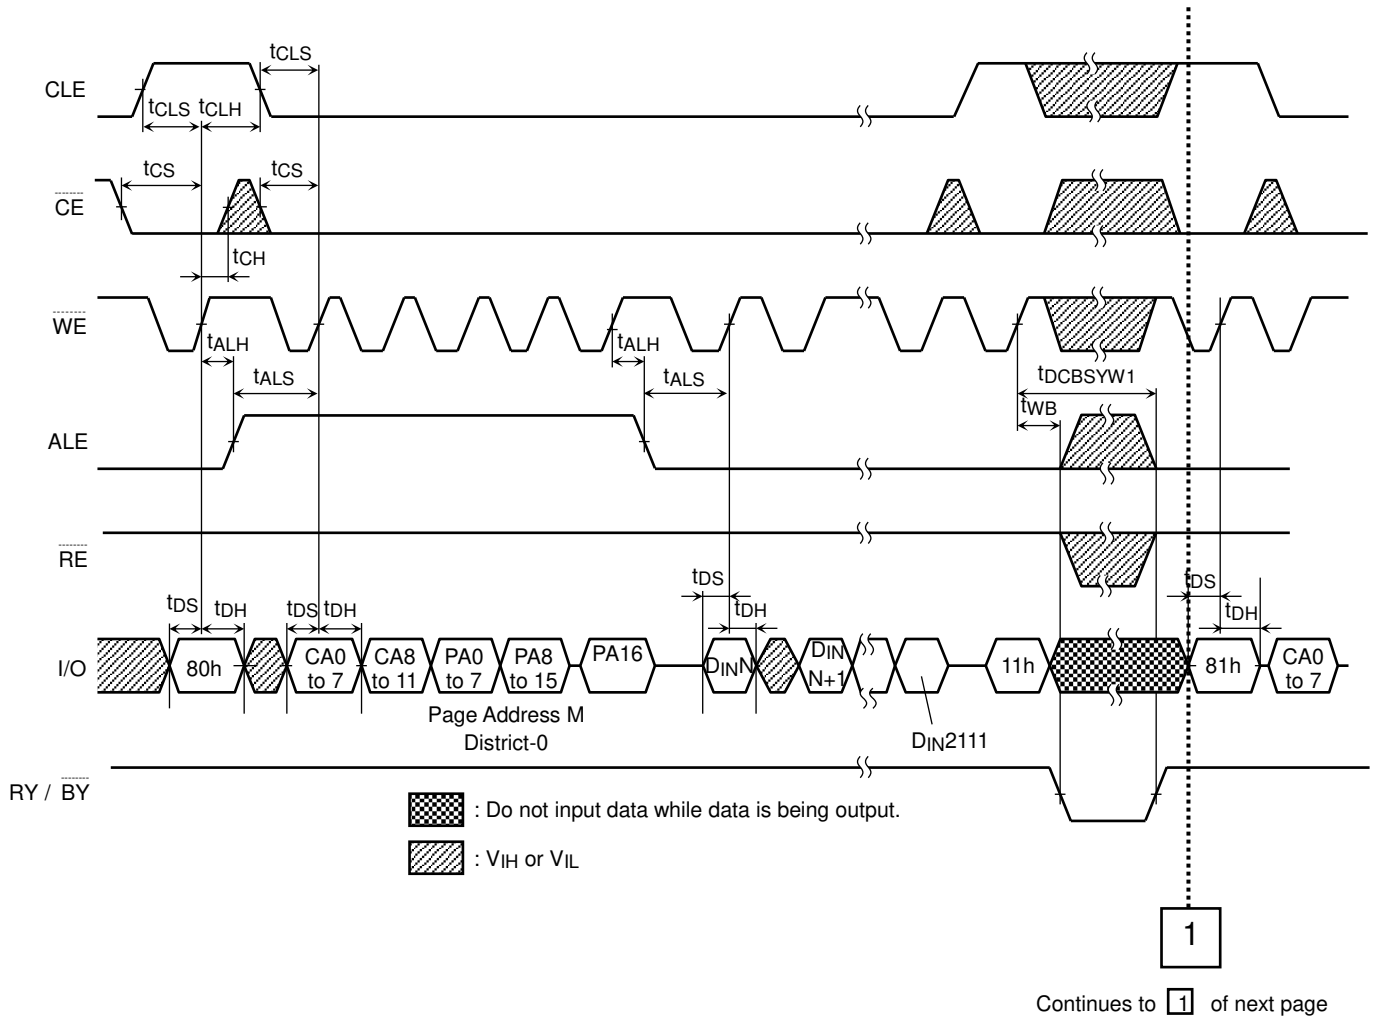 tCLS
CLE
tCLS tCLH
tCS tCS
CE
tCH
WE
tALH tALH
tALS tALS
tDCBSYW1
tWB
ALE
RE
tDS tDH tDS tDH tDS tDH tDS tDH
I/O
80h
CA0 to 7
CA8 to 11
PA0 to 7
PA8 to 15
PA16
DINN
DIN N+1
11h
81h
CA0 to 7
Page Address M
District-0
DIN2111
RY / BY
: Do not input data while data is being output.
: VIH or VIL
1
Continues to 1 of next page